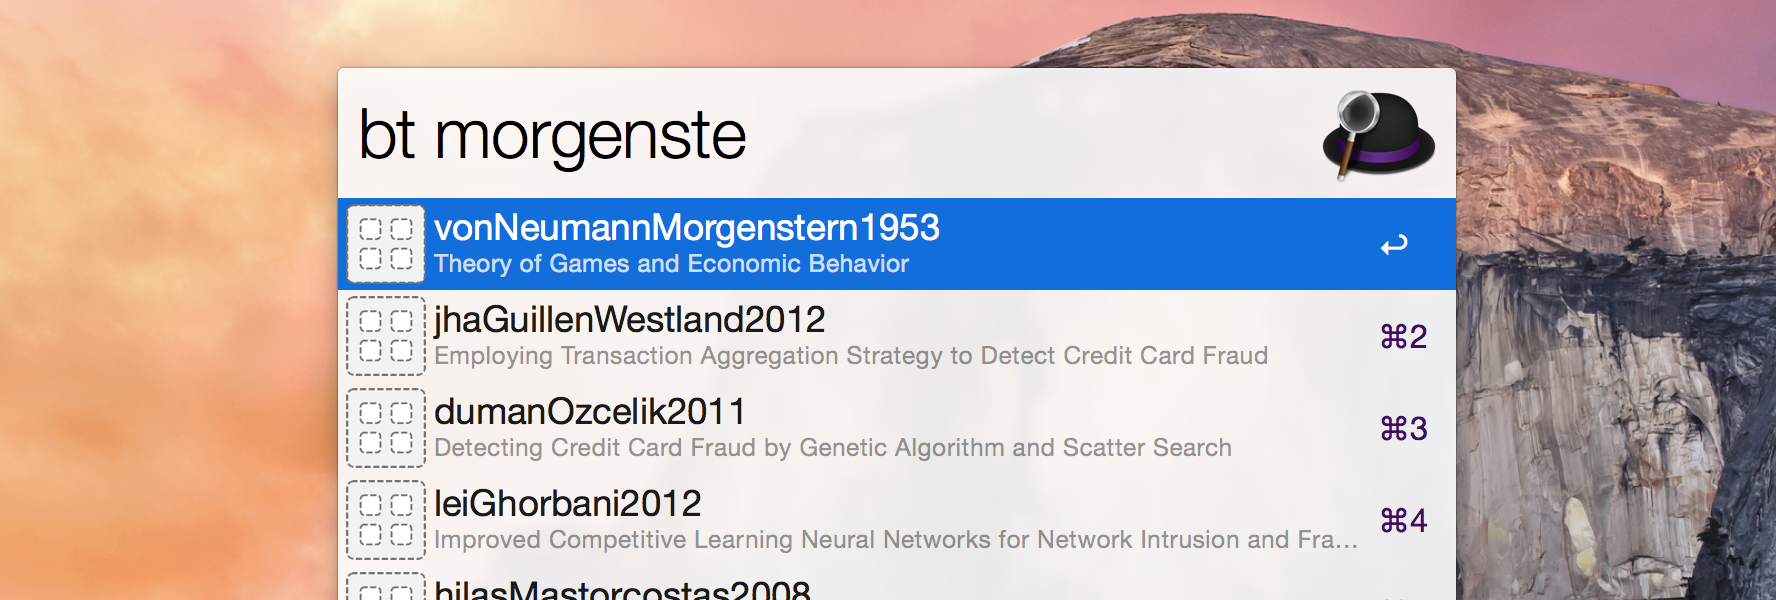 bt morgenste
vonNeumannMorgenstern1953
Theory of Games and Economic Behavior
jhaGuillenWestland2012
Employing Transaction Aggregation Strategy to Detect Credit Card Fraud
⌘2
dumanOzcelik2011
Detecting Credit Card Fraud by Genetic Algorithm and Scatter Search
⌘3
leiGhorbani2012
Improved Competitive Learning Neural Networks for Network Intrusion and Fra...
⌘4
hilasMastorcostas2008